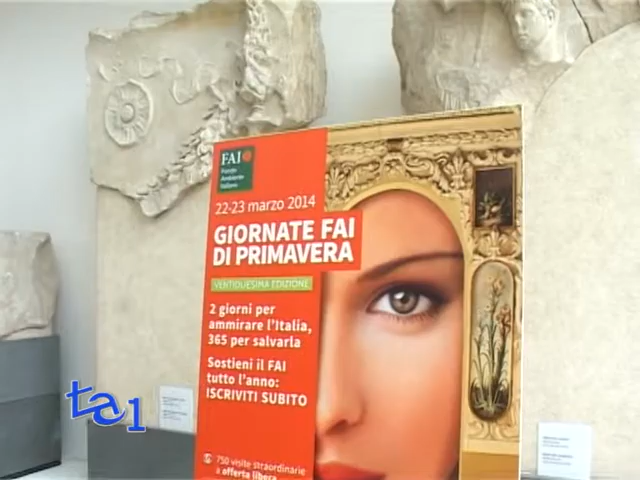 FAI
Fondo
Ambiente
Italiano
22-23 marzo 2014
GIORNATE FAI
DI PRIMAVERA
VENTIDUESIMA EDIZIONE
2 giorni per
ammirare l'Italia,
365 per salvarla
Sostieni il FAI
tutto l'anno:
ISCRIVITI SUBITO
750 visite straordinarie
a offerta libera
ta1